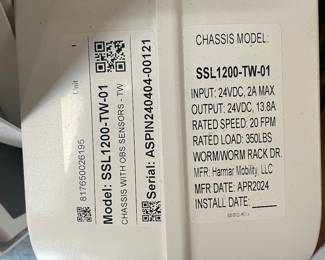 Unit
817650026195
Model: SSL1200-TW-01
CHASSIS WITH OBS SENSORS - TW
Serial: ASPIN240404-00121
CHASSIS MODEL:
SSL1200-TW-01
INPUT: 24VDC, 2A MAX
OUTPUT: 24VDC, 13.8A
RATED SPEED: 20 FPM
RATED LOAD: 350LBS
WORM/WORM RACK DR.
MFR: Harmar Mobility, LLC
MFR DATE: APR2024
INSTALL DATE: _____